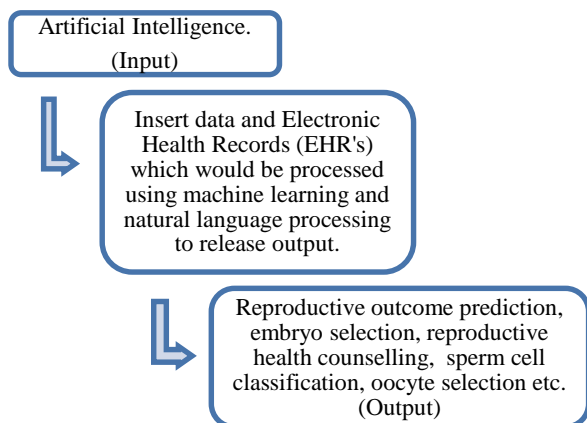 Artificial Intelligence.
(Input)
Insert data and Electronic
Health Records (EHR's)
which would be processed
using machine learning and
natural language processing
to release output.
Reproductive outcome prediction,
embryo selection, reproductive
health counselling, sperm cell
classification, oocyte selection etc.
(Output)